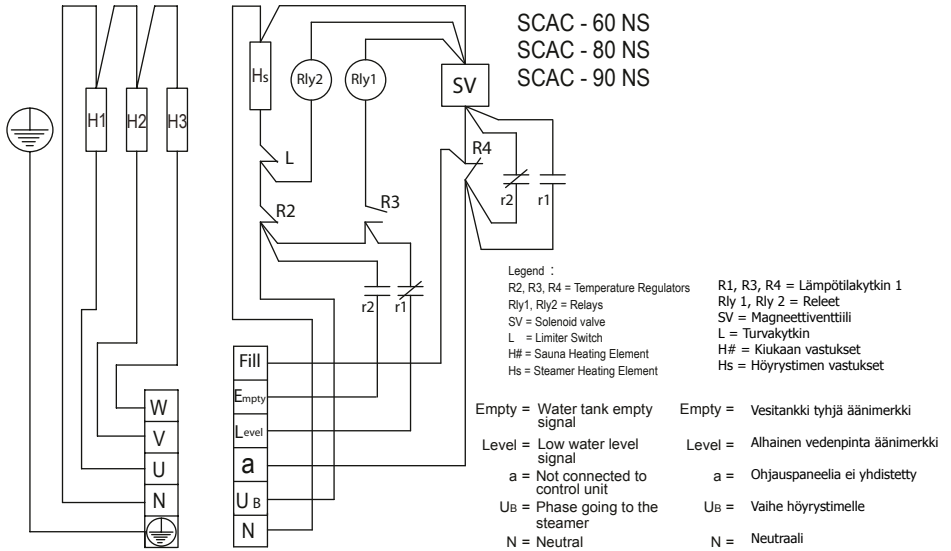 SCAC - 60 NS
SCAC - 80 NS
SCAC - 90 NS
H1
H2
H3
Hs
Rly2
Rly1
SV
L
R4
R2
R3
r2
r1
r2
r1
W
V
U
N
Fill
Empty
Level
a
UB
N
Legend :
R2, R3, R4 = Temperature Regulators
Rly1, Rly2 = Relays
SV = Solenoid valve
L = Limiter Switch
H# = Sauna Heating Element
Hs = Steamer Heating Element
R1, R3, R4 = Lämpötilakytkin 1
Rly 1, Rly 2 = Releet
SV = Magneettiventtiili
L = Turvakytkin
H# = Kiukaan vastukset
Hs = Höyrystimen vastukset
Empty = Water tank empty
signal
Level = Low water level
signal
a = Not connected to
control unit
UB = Phase going to the
steamer
N = Neutral
Empty = Vesitankki tyhjä äänimerkki
Level = Alhainen vedenpinta äänimerkki
a = Ohjauspaneelia ei yhdistetty
UB = Vaihe höyrystimelle
N = Neutraali